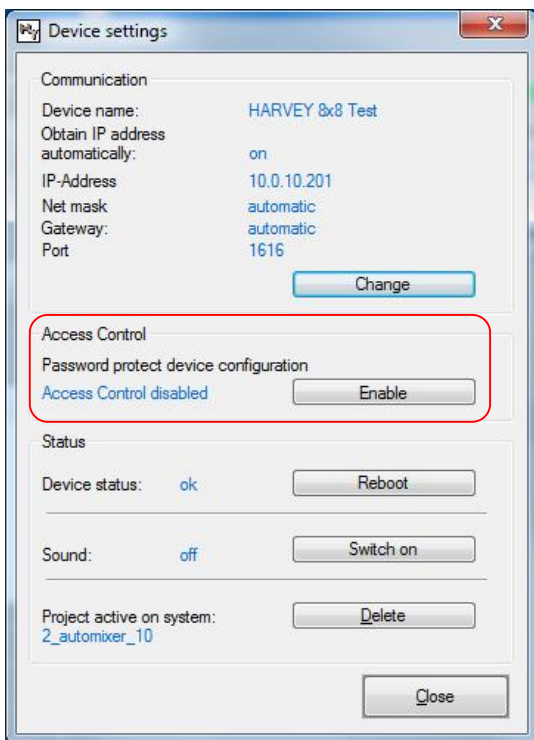 Device settings
Communication
Device name: HARVEY 8x8 Test
Obtain IP address
automatically: on
IP-Address 10.0.10.201
Net mask automatic
Gateway: automatic
Port 1616
Change
Access Control
Password protect device configuration
Access Control disabled Enable
Status
Device status: ok Reboot
Sound: off Switch on
Project active on system: Delete
2_automixer_10
Close